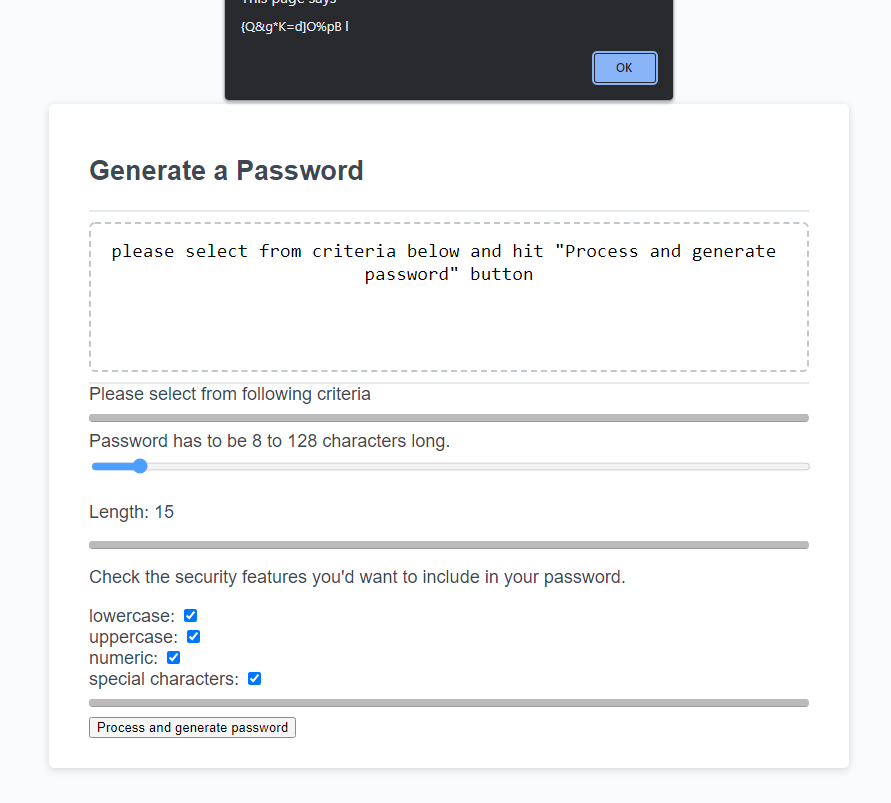 This page says
{Q&g*K=d]O%pB l
OK
Generate a Password
please select from criteria below and hit "Process and generate
password" button
Please select from following criteria
Password has to be 8 to 128 characters long.
Length: 15
Check the security features you'd want to include in your password.
lowercase:
uppercase:
numeric:
special characters:
Process and generate password